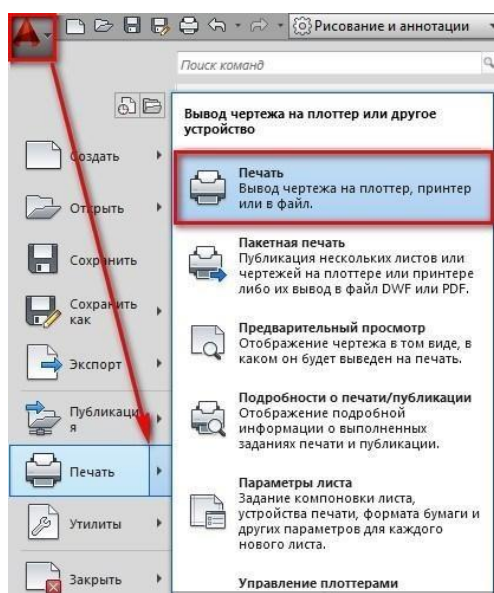 Рисование и аннотации
Поиск команд
Вывод чертежа на плоттер или другое
устройство
Создать
Открыть
Сохранить
Сохранить
как
Экспорт
Публикаци
я
Печать
Утилиты
Закрыть
Печать
Вывод чертежа на плоттер, принтер
или в файл.
Пакетная печать
Публикация нескольких листов или
чертежей на плоттере или принтере
либо их вывод в файл DWF или PDF.
Предварительный просмотр
Отображение чертежа в том виде, в
каком он будет выведен на печать.
Подробности о печати/публикации
Отображение подробной
информации о выполненных
заданиях печати и публикации.
Параметры листа
Задание компоновки листа,
устройства печати, формата бумаги и
других параметров для каждого
нового листа.
Управление плоттерами